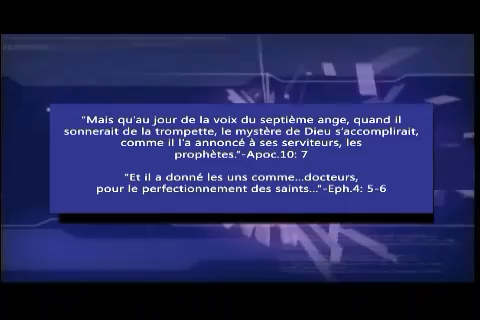 "Mais qu'au jour de la voix du septième ange, quand il
sonnerait de la trompette, le mystère de Dieu s'accomplirait,
comme il l'a annoncé à ses serviteurs, les
prophètes."-Apoc.10: 7
"Et il a donné les uns comme...docteurs,
pour le perfectionnement des saints..."-Eph.4: 5-6